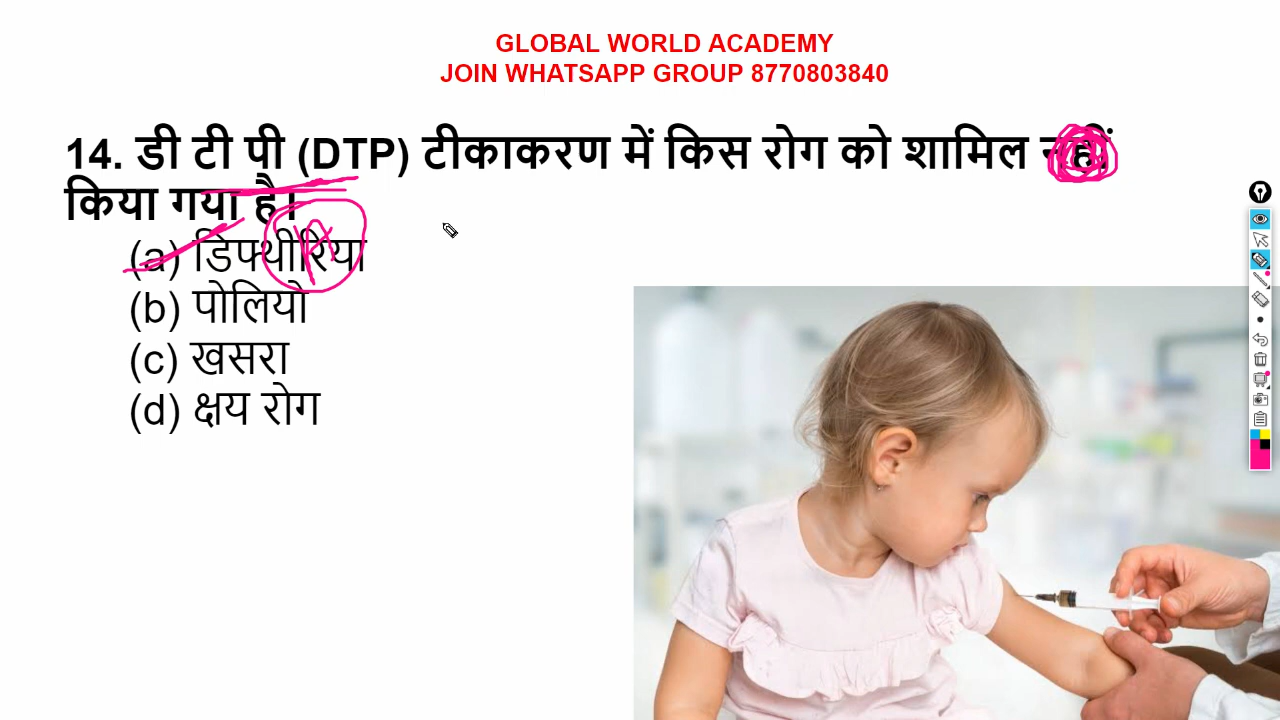 GLOBAL WORLD ACADEMY
JOIN WHATSAPP GROUP 8770803840
14. डी टी पी (DTP) टीकाकरण में किस रोग को शामिल नहीं
किया गया है।
(a) डिफ्थीरिया
A
(b) पोलियो
(c) खसरा
(d) क्षय रोग